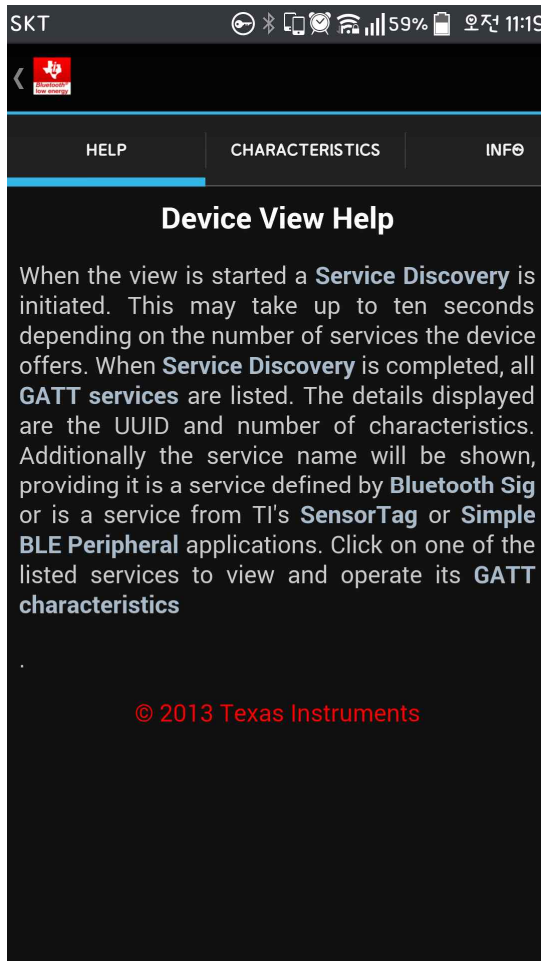 SKT 59% 오전 11:19
Bluetooth®
low energy
HELP CHARACTERISTICS INFO
Device View Help
When the view is started a Service Discovery is
initiated. This may take up to ten seconds
depending on the number of services the device
offers. When Service Discovery is completed, all
GATT services are listed. The details displayed
are the UUID and number of characteristics.
Additionally the service name will be shown,
providing it is a service defined by Bluetooth Sig
or is a service from TI's SensorTag or Simple
BLE Peripheral applications. Click on one of the
listed services to view and operate its GATT
characteristics
.
© 2013 Texas Instruments